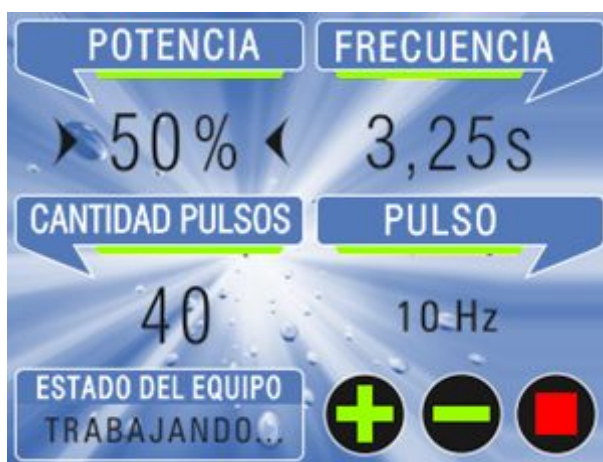 POTENCIA
FRECUENCIA
50%
3,25s
CANTIDAD PULSOS
PULSO
40
10 Hz
ESTADO DEL EQUIPO
TRABAJANDO...